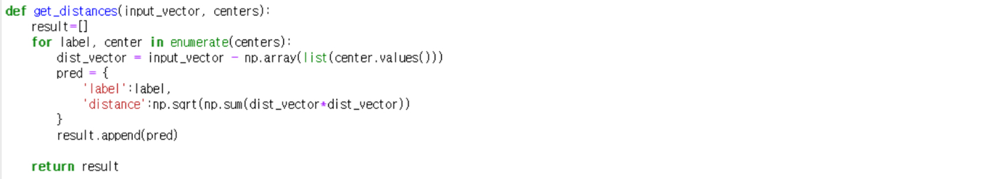 def get_distances(input_vector, centers):
    result=[]
    for label, center in enumerate(centers):
        dist_vector = input_vector - np.array(list(center.values()))
        pred = {
            'label':label,
            'distance':np.sqrt(np.sum(dist_vector*dist_vector))
        }
        result.append(pred)
    return result